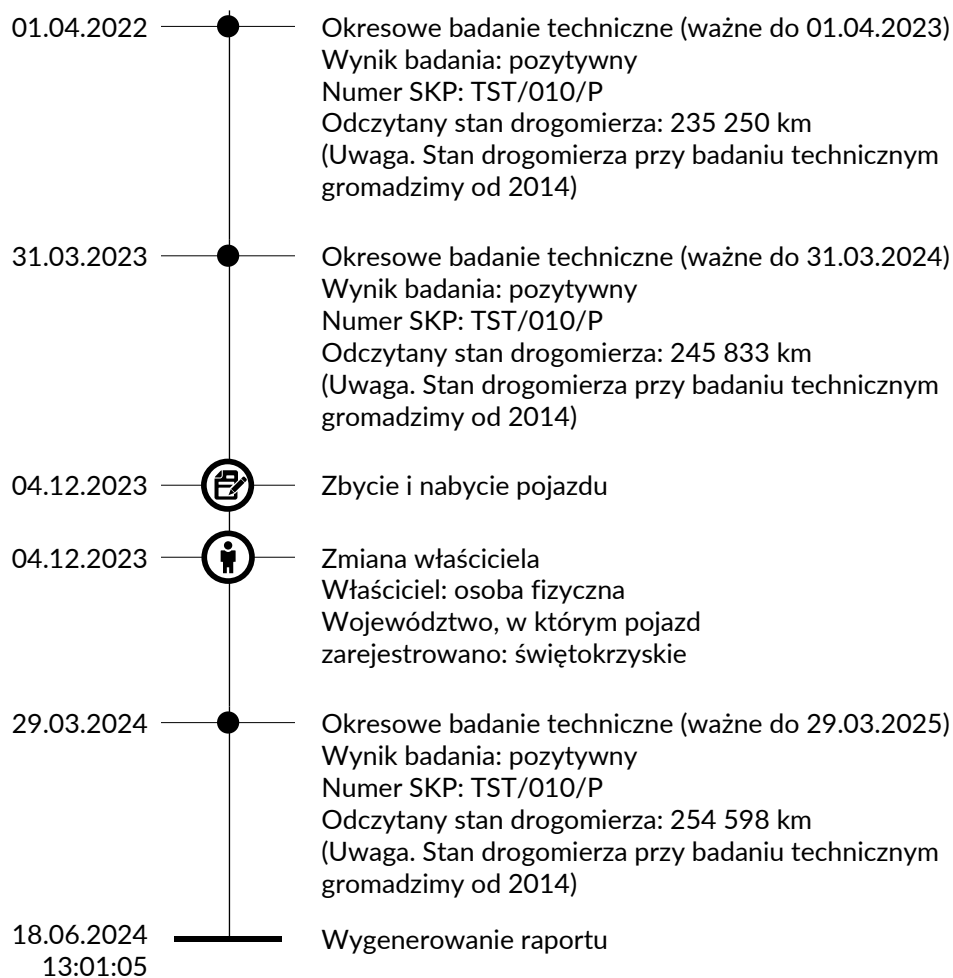 01.04.2022
Okresowe badanie techniczne (ważne do 01.04.2023)
Wynik badania: pozytywny
Numer SKP: TST/010/P
Odczytany stan drogomierza: 235 250 km
(Uwaga. Stan drogomierza przy badaniu technicznym
gromadzimy od 2014)
31.03.2023
Okresowe badanie techniczne (ważne do 31.03.2024)
Wynik badania: pozytywny
Numer SKP: TST/010/P
Odczytany stan drogomierza: 245 833 km
(Uwaga. Stan drogomierza przy badaniu technicznym
gromadzimy od 2014)
04.12.2023
Zbycie i nabycie pojazdu
04.12.2023
Zmiana właściciela
Właściciel: osoba fizyczna
Województwo, w którym pojazd
zarejestrowano: świętokrzyskie
29.03.2024
Okresowe badanie techniczne (ważne do 29.03.2025)
Wynik badania: pozytywny
Numer SKP: TST/010/P
Odczytany stan drogomierza: 254 598 km
(Uwaga. Stan drogomierza przy badaniu technicznym
gromadzimy od 2014)
18.06.2024
13:01:05
Wygenerowanie raportu